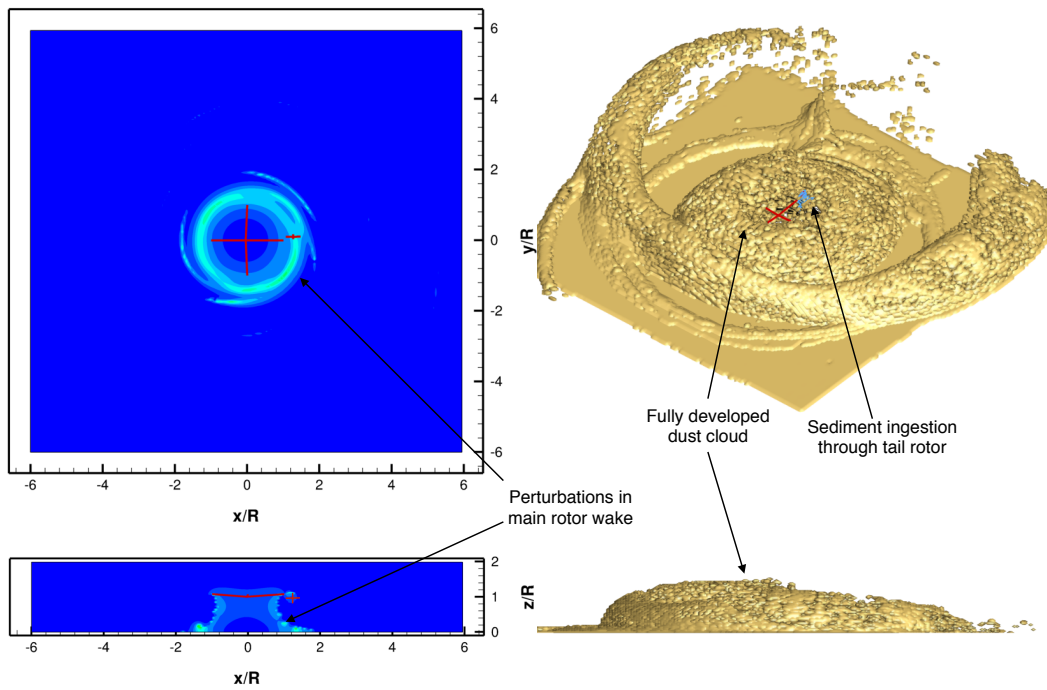 6
4
2
0
-2
-4
-6
y/R
-6
-4
-2
0
2
4
6
x/R
Fully developed
dust cloud
Sediment ingestion
through tail rotor
Perturbations in
main rotor wake
2
1
0
z/R
-6
-4
-2
0
2
4
6
x/R